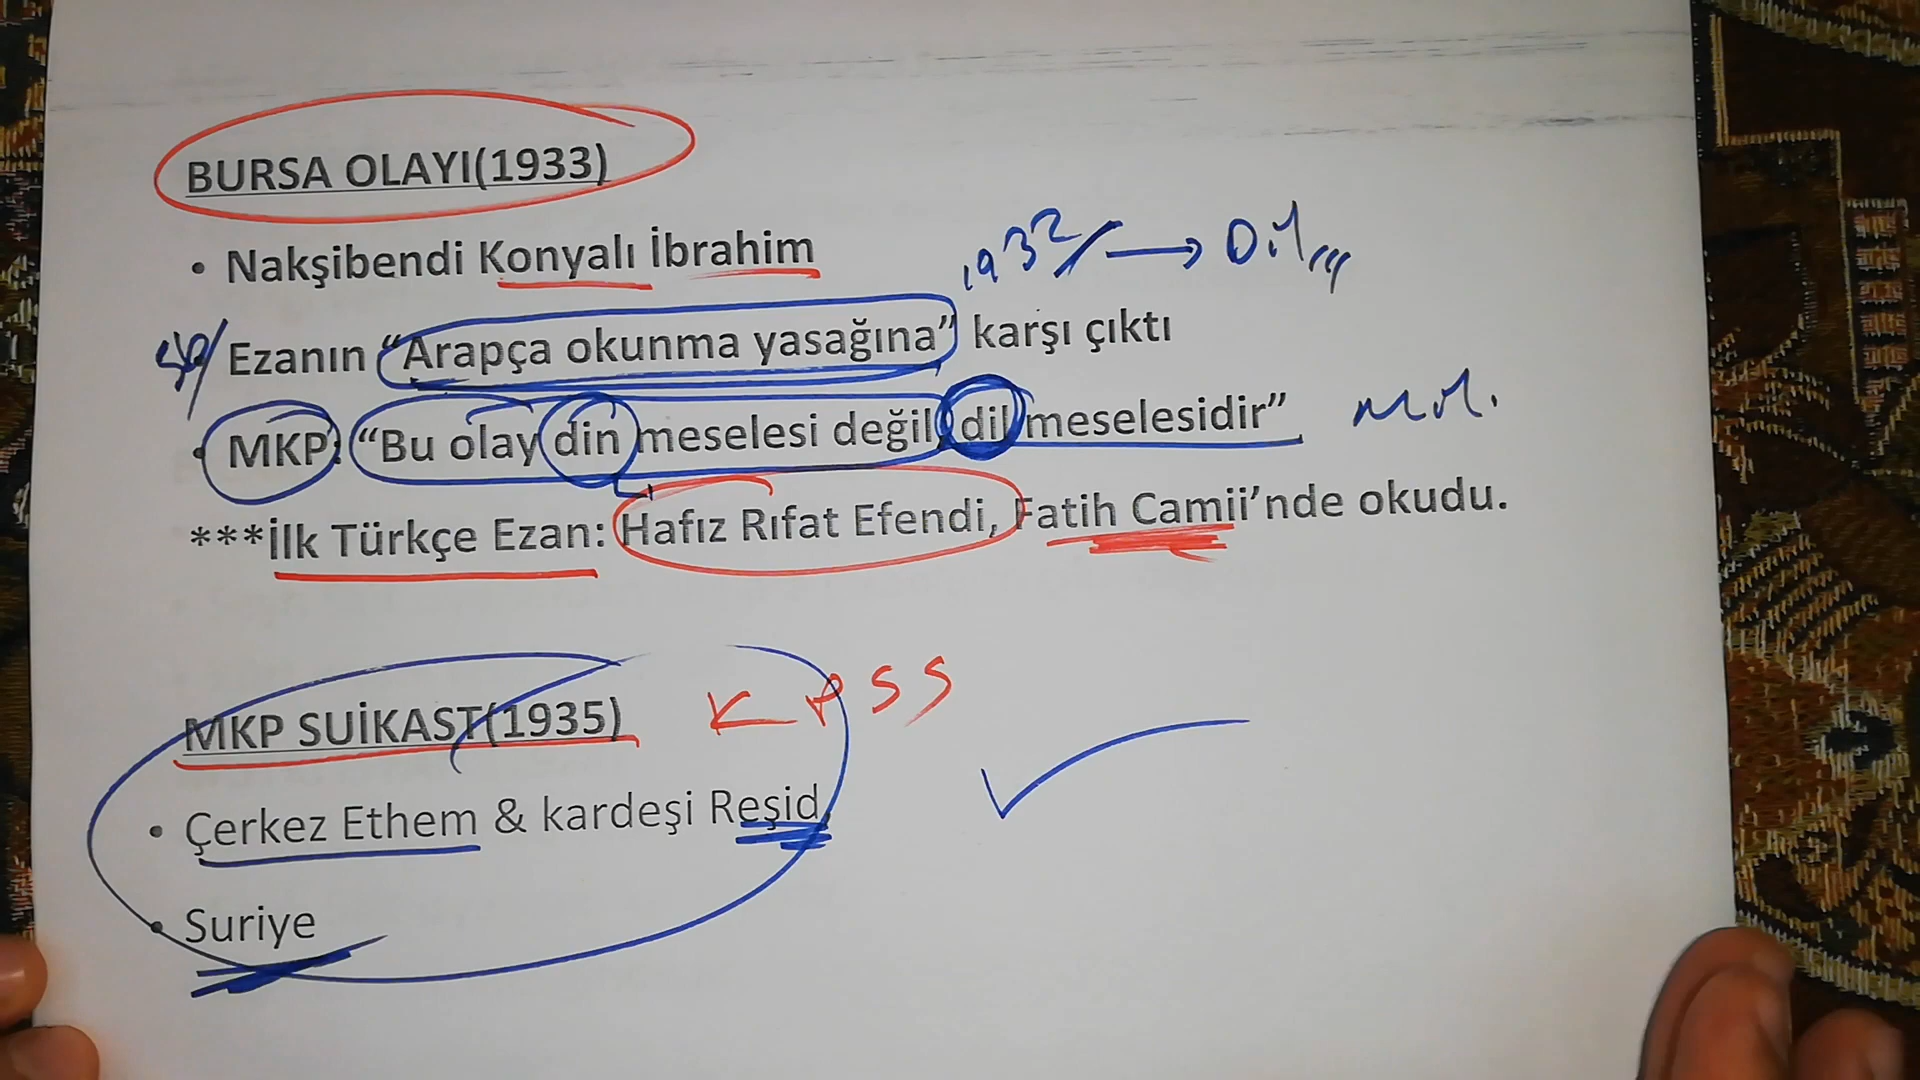 BURSA OLAYI(1933)
• Nakşibendi Konyalı İbrahim
1932 → Dil
Ezanın “Arapça okunma yasağına” karşı çıktı
• MKP: “Bu olay din meselesi değil, dil meselesidir”
***İlk Türkçe Ezan: Hafız Rıfat Efendi, Fatih Camii’nde okudu.
MKP SUİKAST(1935) KPSS
• Çerkez Ethem & kardeşi Reşid
• Suriye